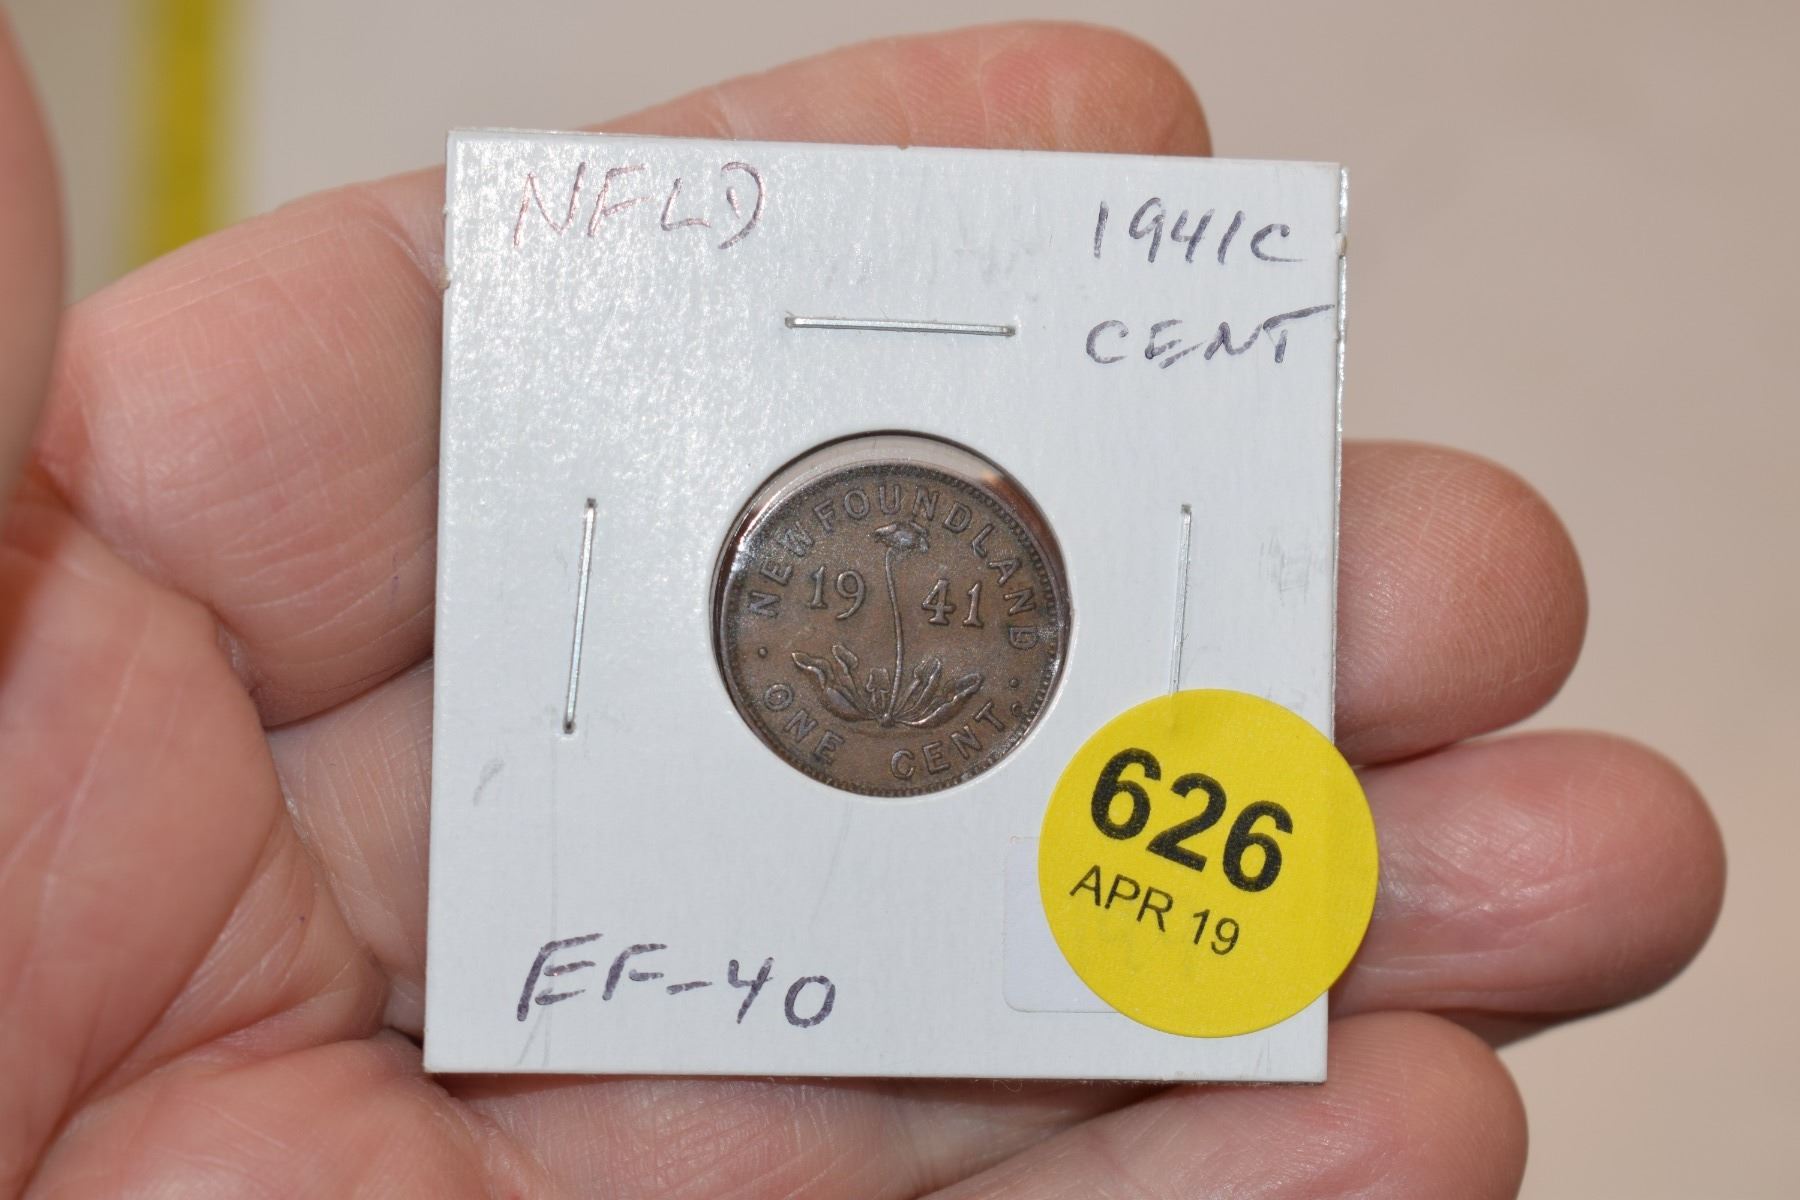 NFLD
1941C
CENT
NEWFOUNDLAND
19 41
ONE CENT
C
626
APR 19
EF-40